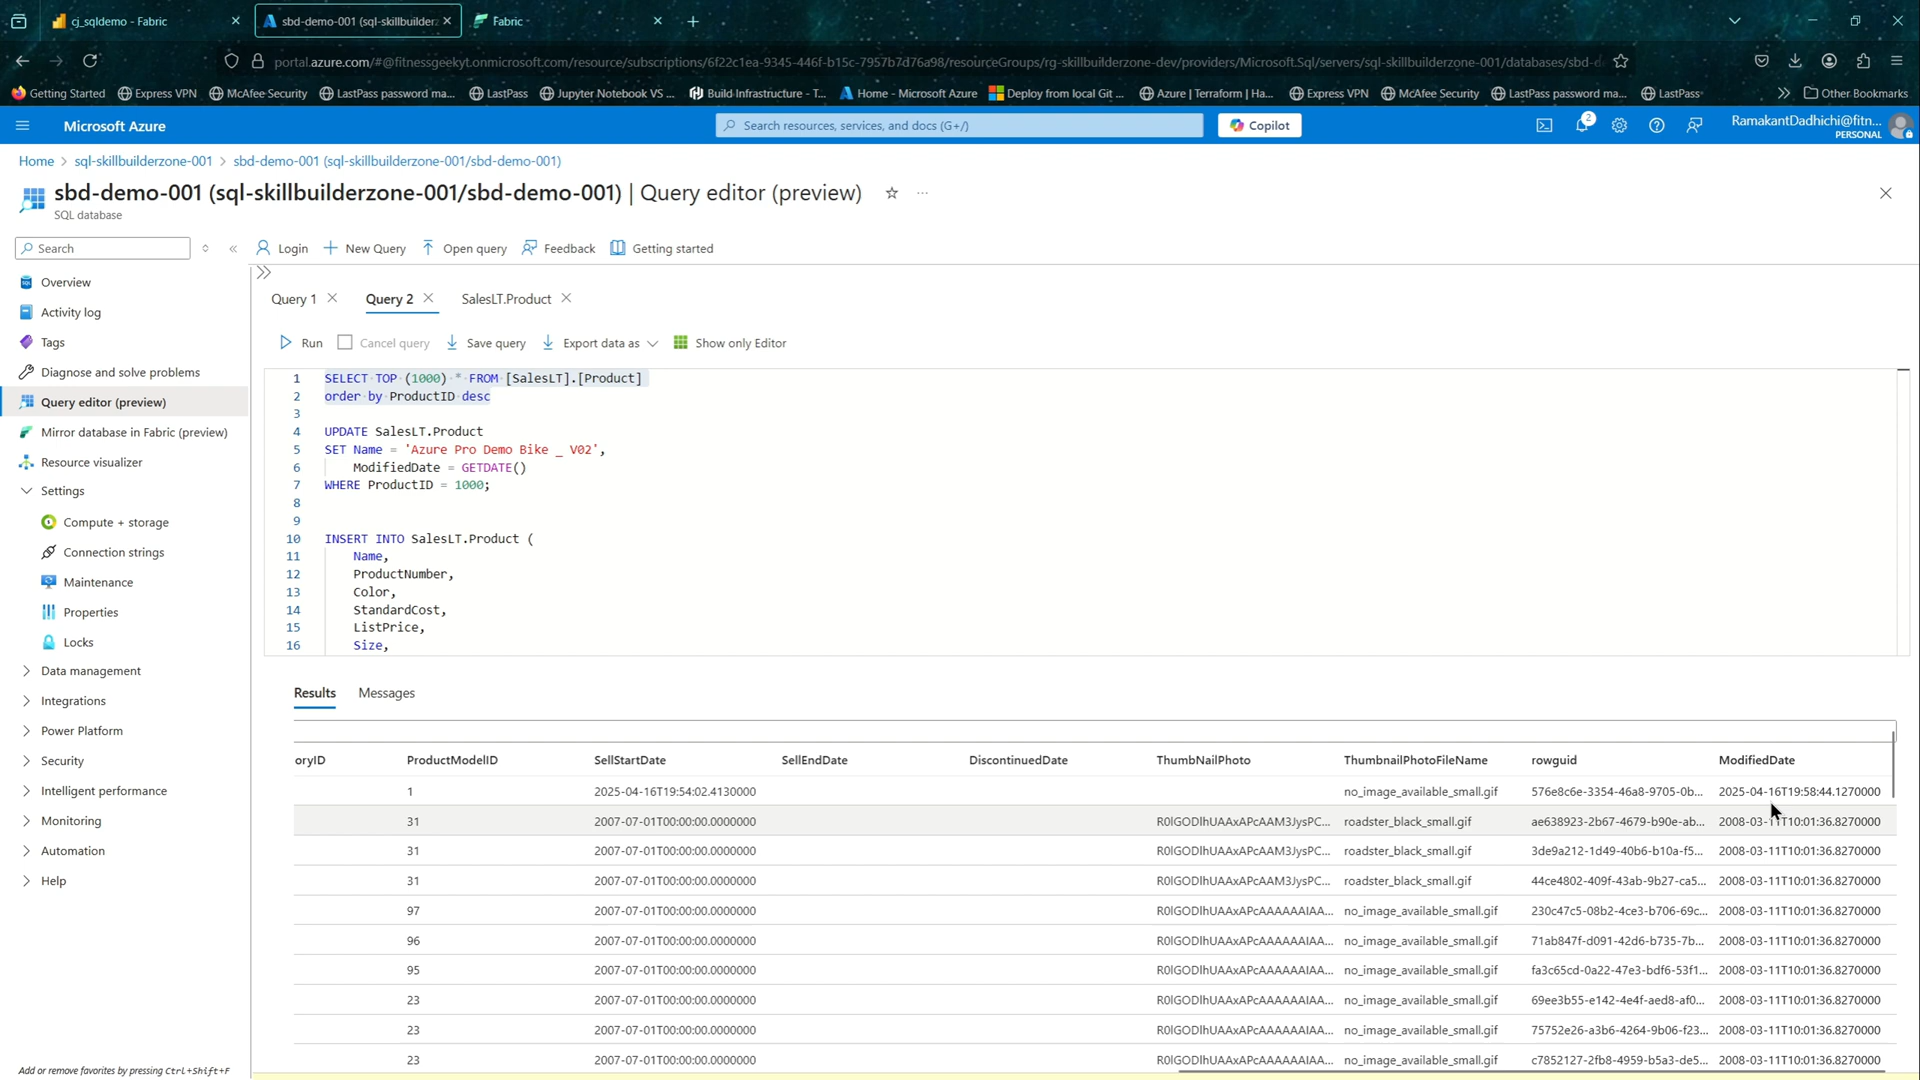 cj_sqldemo - Fabric
sbd-demo-001 (sql-skillbuilder
Fabric
portal.azure.com/#@fitnessgeekyt.onmicrosoft.com/resource/subscriptions/6f22c1ea-9345-446f-b15c-7957b7d76a98/resourceGroups/rg-skillbuilderzone-dev/providers/Microsoft.Sql/servers/sql-skillbuilderzone-001/databases/sbd-d
Getting Started Express VPN McAfee Security LastPass password ma... LastPass Jupyter Notebook VS ... Build Infrastructure - T... Home - Microsoft Azure Deploy from local Git ... Azure | Terraform | Ha... Express VPN McAfee Security LastPass password ma... LastPass Other Bookmarks
Microsoft Azure
Search resources, services, and docs (G+/)
Copilot
2
RamakantDadhichi@fitn...
PERSONAL
Home > sql-skillbuilderzone-001 > sbd-demo-001 (sql-skillbuilderzone-001/sbd-demo-001)
sbd-demo-001 (sql-skillbuilderzone-001/sbd-demo-001) | Query editor (preview) ...
SQL database
Search
Login New Query Open query Feedback Getting started
Overview
Activity log
Tags
Diagnose and solve problems
Query editor (preview)
Mirror database in Fabric (preview)
Resource visualizer
Settings
Compute + storage
Connection strings
Maintenance
Properties
Locks
Data management
Integrations
Power Platform
Security
Intelligent performance
Monitoring
Automation
Help
Add or remove favorites by pressing Ctrl+Shift+F
Query 1 Query 2 SalesLT.Product
Run Cancel query Save query Export data as Show only Editor
1 SELECT TOP (1000) * FROM [SalesLT].[Product]
2 order by ProductID desc
3
4 UPDATE SalesLT.Product
5 SET Name = 'Azure Pro Demo Bike _ V02',
6 ModifiedDate = GETDATE()
7 WHERE ProductID = 1000;
8
9
10 INSERT INTO SalesLT.Product (
11 Name,
12 ProductNumber,
13 Color,
14 StandardCost,
15 ListPrice,
16 Size,
Results Messages
oryID ProductModelID SellStartDate SellEndDate DiscontinuedDate ThumbNailPhoto ThumbnailPhotoFileName rowguid ModifiedDate
1 2025-04-16T19:54:02.4130000 no_image_available_small.gif 576e8c6e-3354-46a8-9705-0b... 2025-04-16T19:58:44.1270000
31 2007-07-01T00:00:00.0000000 R0lGODlhUAAxAPcAAM3JysPC... roadster_black_small.gif ae638923-2b67-4679-b90e-ab... 2008-03-11T10:01:36.8270000
31 2007-07-01T00:00:00.0000000 R0lGODlhUAAxAPcAAM3JysPC... roadster_black_small.gif 3de9a212-1d49-40b6-b10a-f5... 2008-03-11T10:01:36.8270000
31 2007-07-01T00:00:00.0000000 R0lGODlhUAAxAPcAAM3JysPC... roadster_black_small.gif 44ce4802-409f-43ab-9b27-ca5... 2008-03-11T10:01:36.8270000
97 2007-07-01T00:00:00.0000000 R0lGODlhUAAxAPcAAAAAAIAA... no_image_available_small.gif 230c47c5-08b2-4ce3-b706-69c... 2008-03-11T10:01:36.8270000
96 2007-07-01T00:00:00.0000000 R0lGODlhUAAxAPcAAAAAAIAA... no_image_available_small.gif 71ab847f-d091-42d6-b735-7b... 2008-03-11T10:01:36.8270000
95 2007-07-01T00:00:00.0000000 R0lGODlhUAAxAPcAAAAAAIAA... no_image_available_small.gif fa3c65cd-0a22-47e3-bdf6-53f1... 2008-03-11T10:01:36.8270000
23 2007-07-01T00:00:00.0000000 R0lGODlhUAAxAPcAAAAAAIAA... no_image_available_small.gif 69ee3b55-e142-4e4f-aed8-af0... 2008-03-11T10:01:36.8270000
23 2007-07-01T00:00:00.0000000 R0lGODlhUAAxAPcAAAAAAIAA... no_image_available_small.gif 75752e26-a3b6-4264-9b06-f23... 2008-03-11T10:01:36.8270000
23 2007-07-01T00:00:00.0000000 R0lGODlhUAAxAPcAAAAAAIAA... no_image_available_small.gif c7852127-2fb8-4959-b5a3-de5... 2008-03-11T10:01:36.8270000